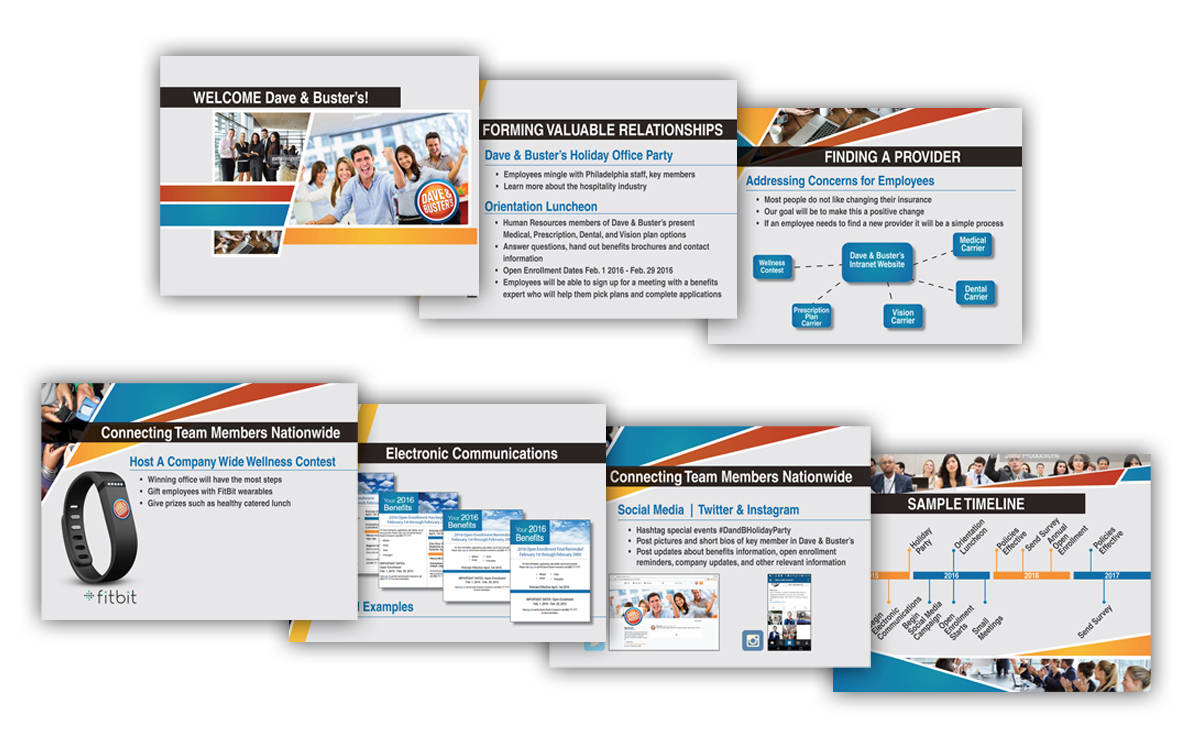 WELCOME Dave & Buster's!
DAVE &
BUSTER'S
FORMING VALUABLE RELATIONSHIPS
Dave & Buster's Holiday Office Party
• Employees mingle with Philadelphia staff, key members
• Learn more about the hospitality industry
Orientation Luncheon
• Human Resources members of Dave & Buster's present
Medical, Prescription, Dental, and Vision plan options
• Answer questions, hand out benefits brochures and contact
information
• Open Enrollment Dates Feb. 1 2016 - Feb. 29 2016
• Employees will be able to sign up for a meeting with a benefits
expert who will help them pick plans and complete applications
FINDING A PROVIDER
Addressing Concerns for Employees
• Most people do not like changing their insurance
• Our goal will be to make this a positive change
• If an employee needs to find a new provider it will be a simple process
Wellness
Contest
Dave & Buster's
Intranet Website
Medical
Carrier
Dental
Carrier
Prescription
Plan
Carrier
Vision
Carrier
Connecting Team Members Nationwide
Host A Company Wide Wellness Contest
• Winning office will have the most steps
• Gift employees with FitBit wearables
• Give prizes such as healthy catered lunch
fitbit
Electronic Communications
Your 2016
Benefits
Your 2016
Benefits
Your 2016
Benefits
Examples
Connecting Team Members Nationwide
Social Media | Twitter & Instagram
• Hashtag special events #DandBHolidayParty
• Post pictures and short bios of key member in Dave & Buster's
• Post updates about benefits information, open enrollment
reminders, company updates, and other relevant information
SAMPLE TIMELINE
Holiday
Party
Orientation
Luncheon
Policies
Effective
Send Survey
Annual
Open
Enrollment
Policies
Effective
2016
2016
2017
Electronic
Communications
Begin
Social Media
Campaign
Open
Enrollment
Starts
Small
Meetings
Send Survey